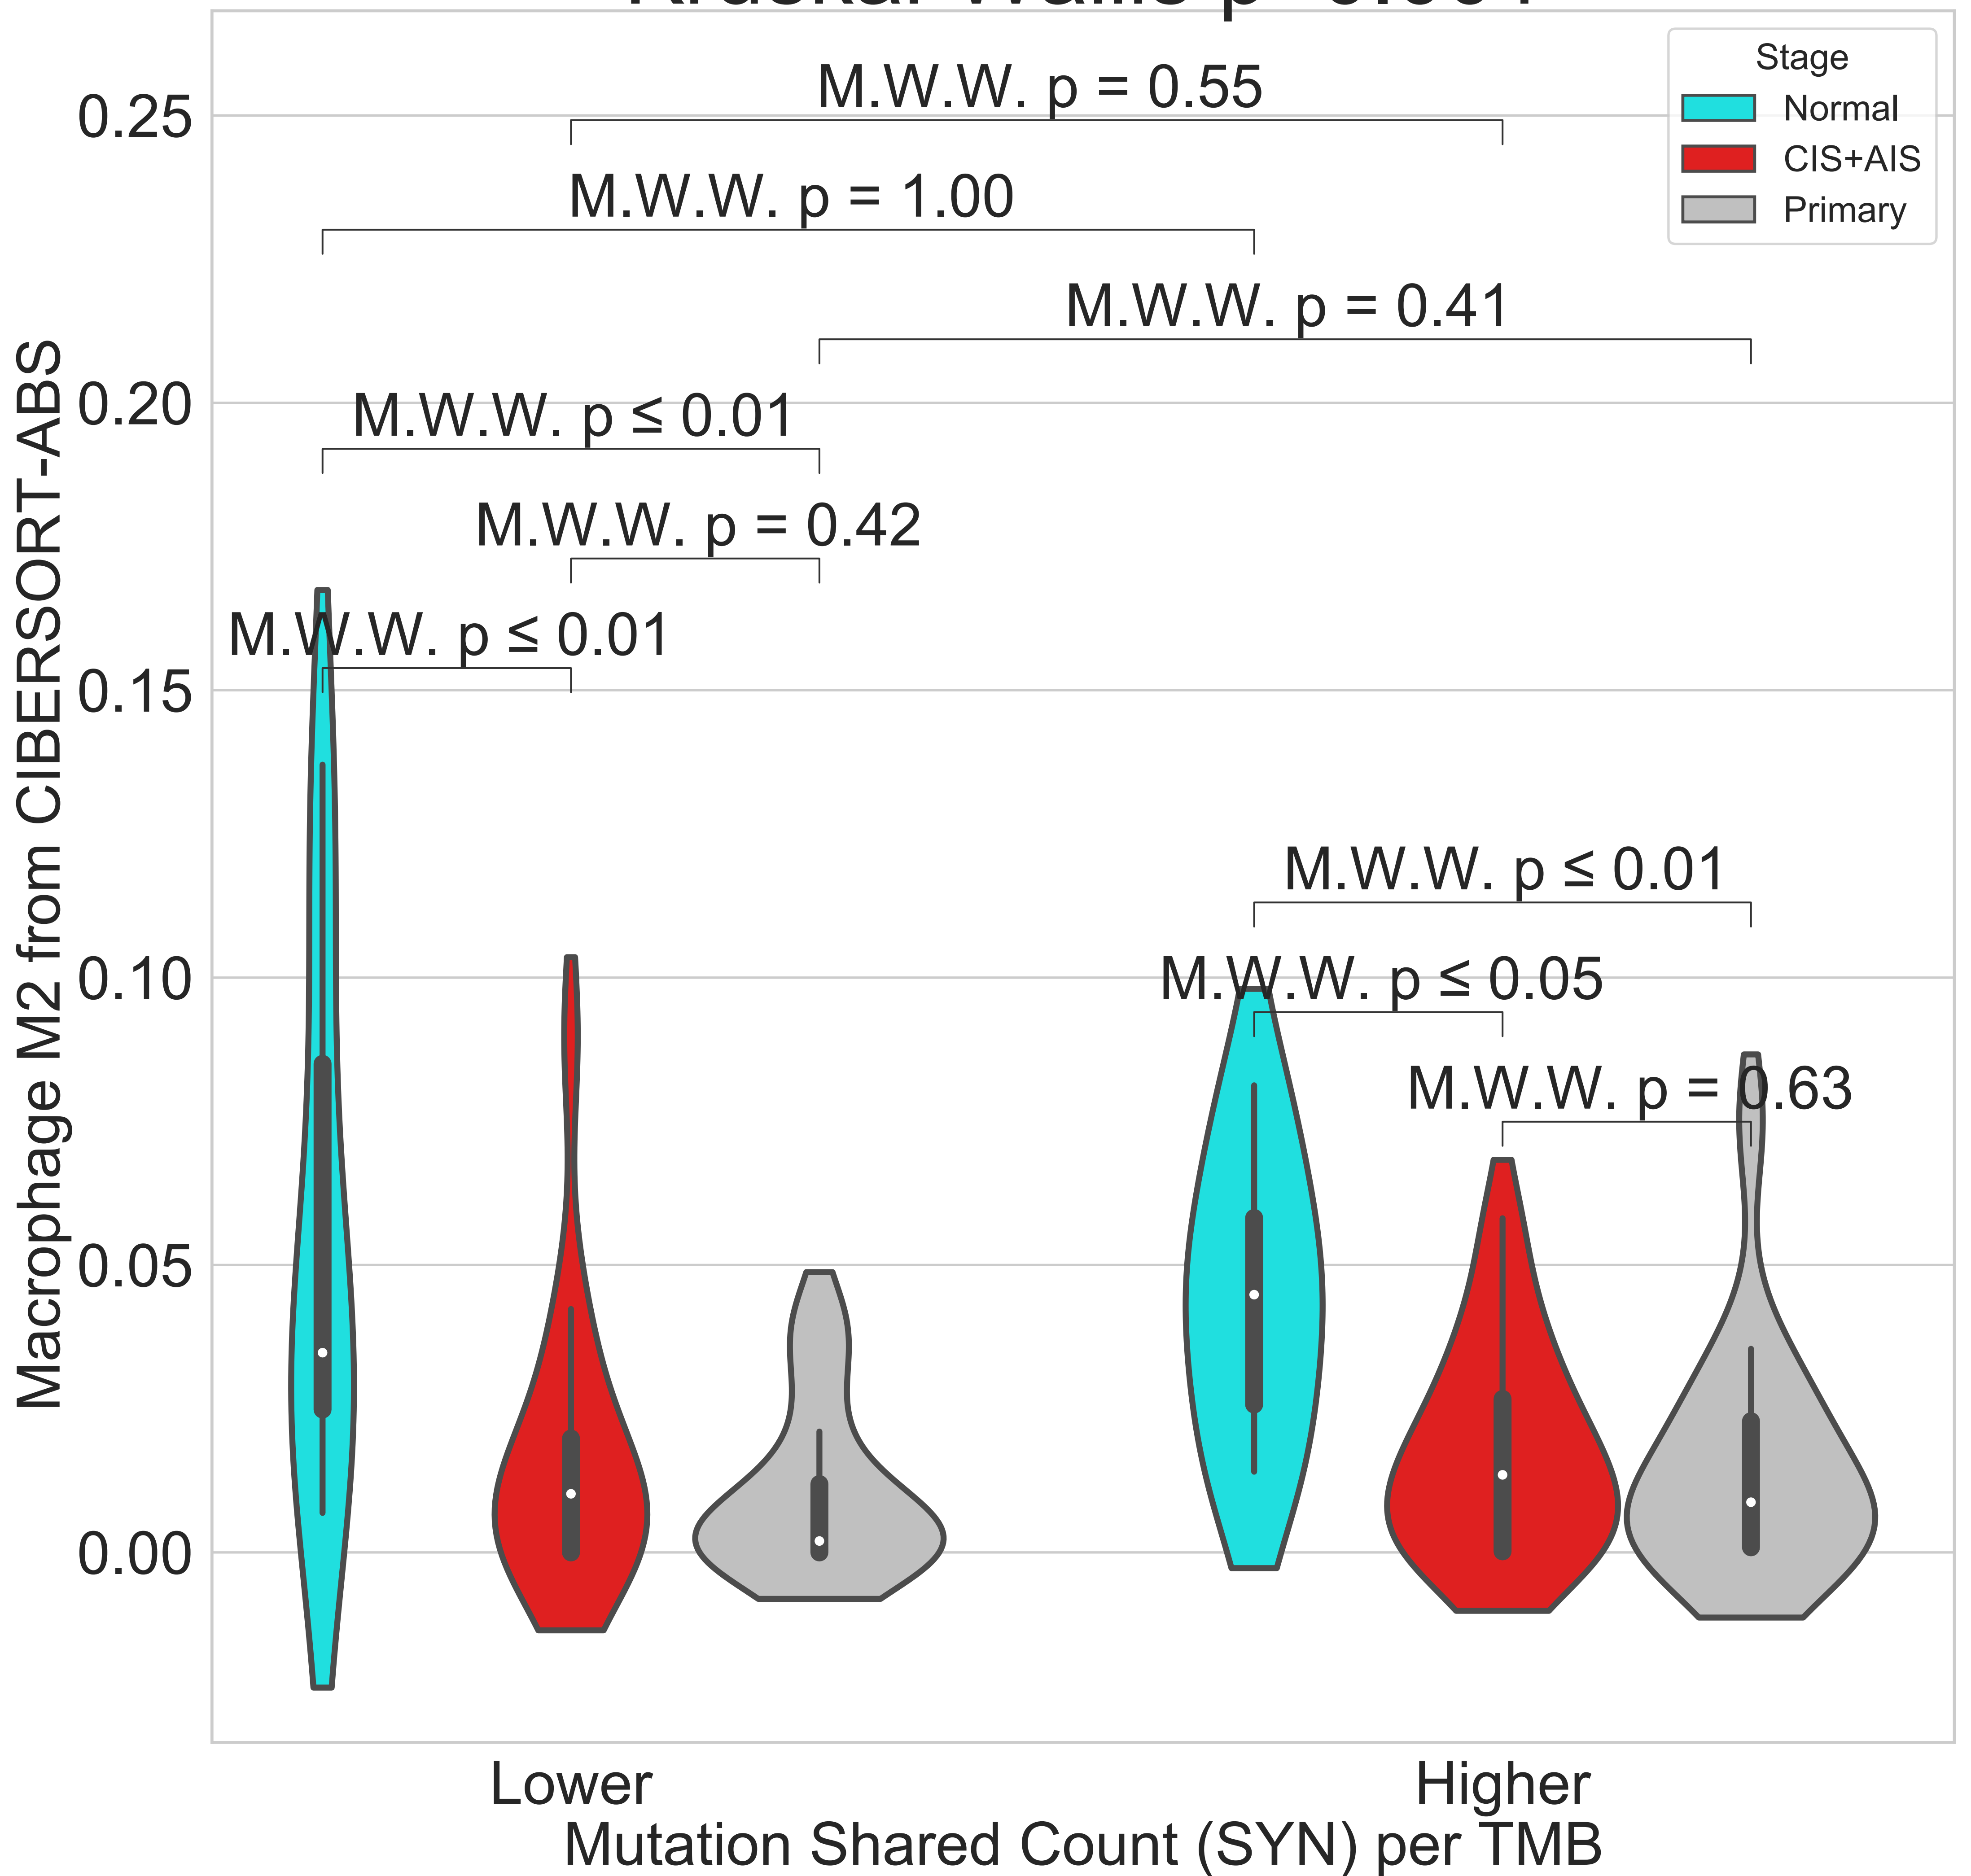 Stage
Normal
CIS+AIS
Primary
M.W.W. p = 0.55
M.W.W. p = 1.00
M.W.W. p = 0.41
M.W.W. p ≤ 0.01
M.W.W. p = 0.42
M.W.W. p ≤ 0.01
M.W.W. p ≤ 0.01
M.W.W. p ≤ 0.05
M.W.W. p = 0.63
Macrophage M2 from CIBERSORT-ABS
0.25
0.20
0.15
0.10
0.05
0.00
Lower
Higher
Mutation Shared Count (SYN) per TMB